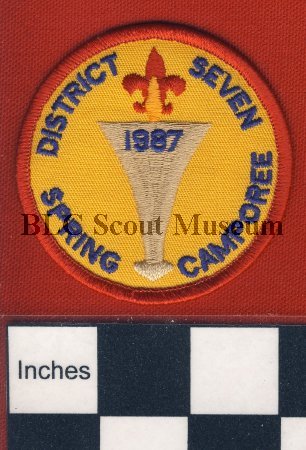 DISTRICT SEVEN
1987
SPRING CAMPOREE
BLC Scout Museum
Inches